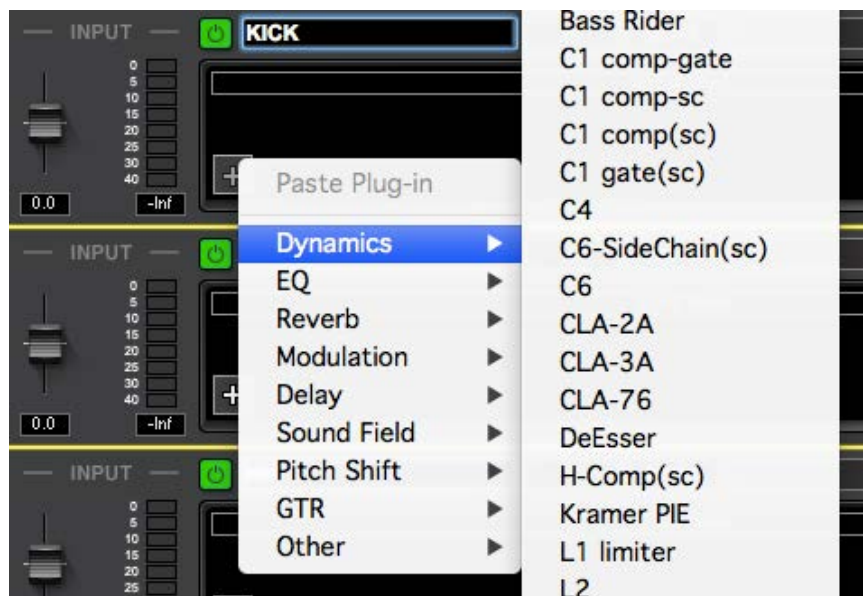 INPUT
KICK
0
5
10
15
20
25
30
40
0.0
-Inf
INPUT
0
5
10
15
20
25
30
40
0.0
-Inf
INPUT
0
5
10
15
20
25
Paste Plug-in
Dynamics
EQ
Reverb
Modulation
Delay
Sound Field
Pitch Shift
GTR
Other
Bass Rider
C1 comp-gate
C1 comp-sc
C1 comp(sc)
C1 gate(sc)
C4
C6-SideChain(sc)
C6
CLA-2A
CLA-3A
CLA-76
DeEsser
H-Comp(sc)
Kramer PIE
L1 limiter
L2